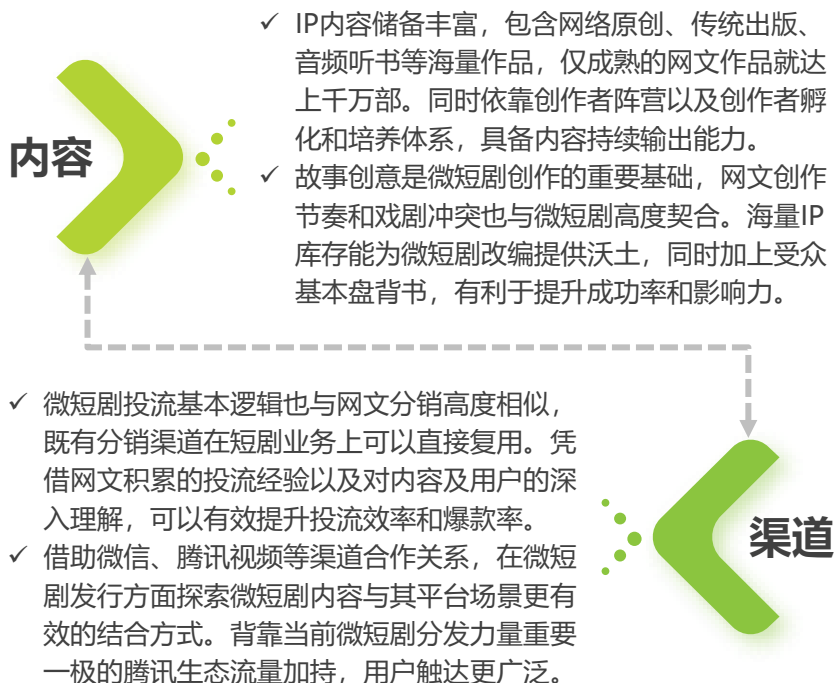 ✓ IP内容储备丰富，包含网络原创、传统出版、
音频听书等海量作品，仅成熟的网文作品就达
上千万部。同时依靠创作者阵营以及创作者孵
化和培养体系，具备内容持续输出能力。
内容
✓ 故事创意是微短剧创作的重要基础，网文创作
节奏和戏剧冲突也与微短剧高度契合。海量IP
库存能为微短剧改编提供沃土，同时加上受众
基本盘背书，有利于提升成功率和影响力。
✓ 微短剧投流基本逻辑也与网文分销高度相似，
既有分销渠道在短剧业务上可以直接复用。凭
借网文积累的投流经验以及对内容及用户的深
入理解，可以有效提升投流效率和爆款率。
渠道
✓ 借助微信、腾讯视频等渠道合作关系，在微短
剧发行方面探索微短剧内容与其平台场景更有
效的结合方式。背靠当前微短剧分发力量重要
一极的腾讯生态流量加持，用户触达更广泛。